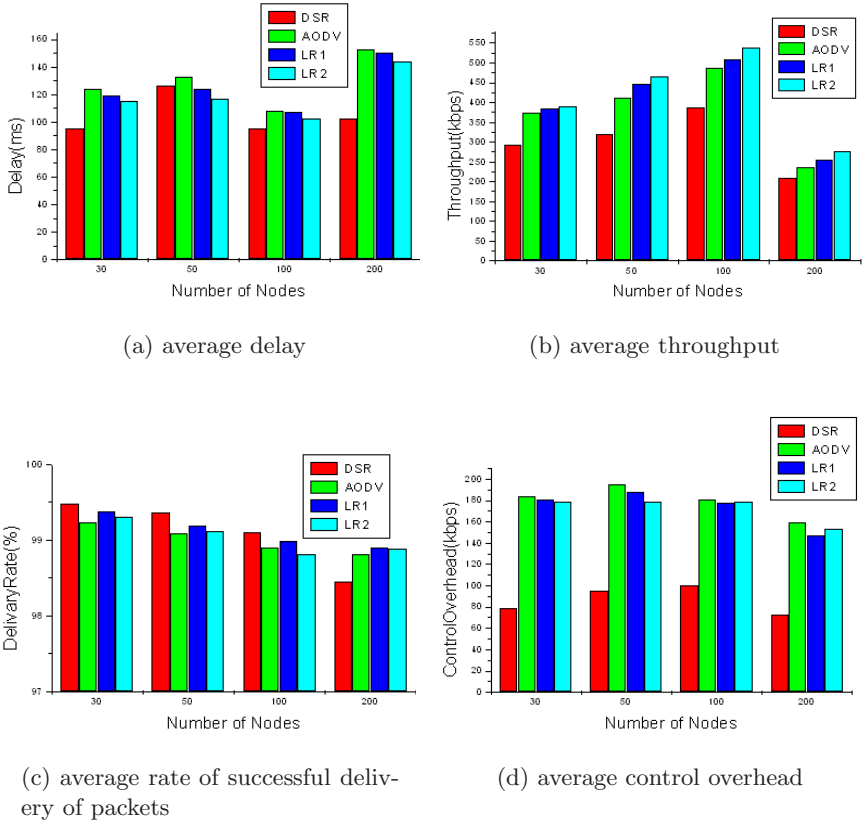 DSR
AODV
LR1
LR2
160
140
120
100
80
60
40
20
0
Delay(ms)
30 50 100 200
Number of Nodes
(a) average delay
DSR
AODV
LR1
LR2
550
500
450
400
350
300
250
200
150
100
50
0
Throughput(kbps)
30 50 100 200
Number of Nodes
(b) average throughput
DSR
AODV
LR1
LR2
100
99
98
97
DelivaryRate(%)
30 50 100 200
Number of Nodes
(c) average rate of successful deliv-
ery of packets
DSR
AODV
LR1
LR2
200
180
160
140
120
100
80
60
40
20
0
ControlOverhead(kbps)
30 50 100 200
Number of Nodes
(d) average control overhead